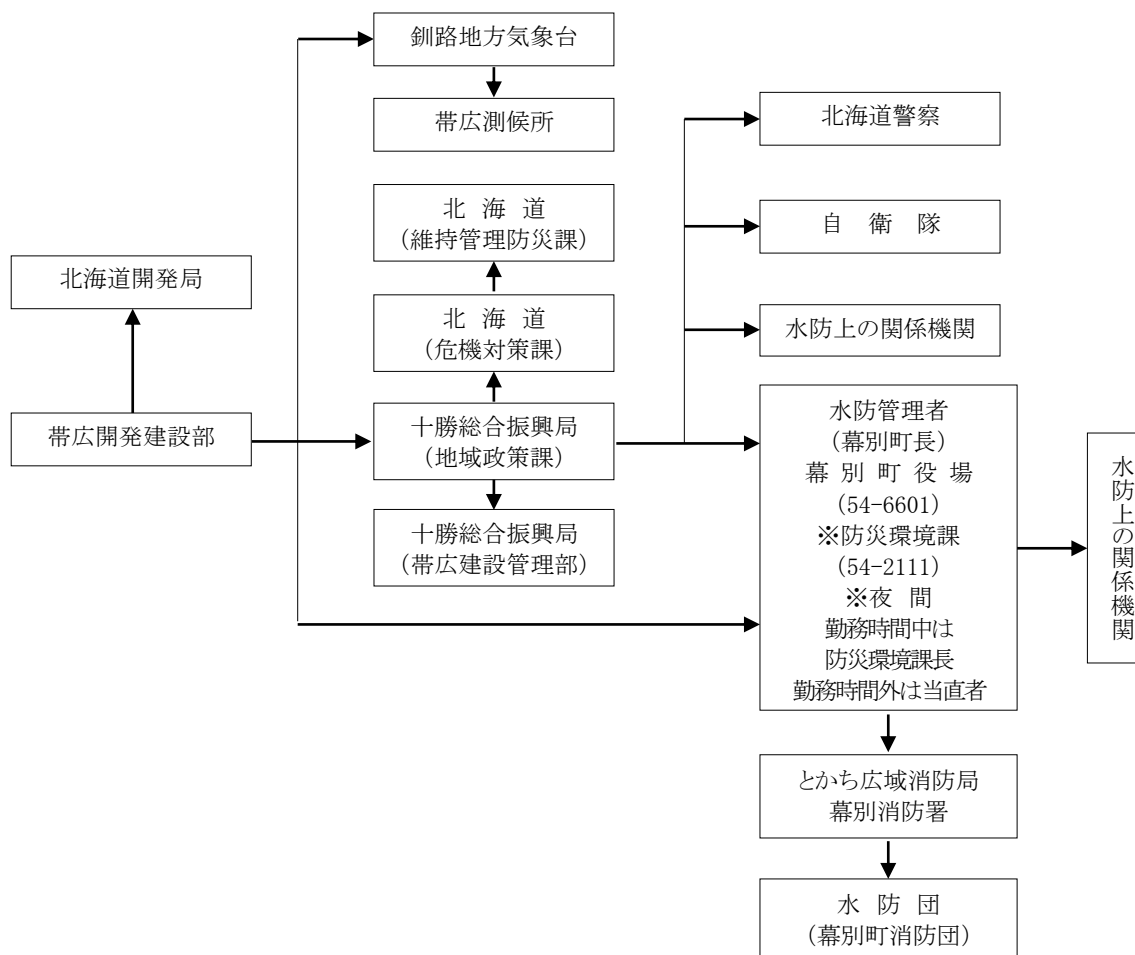 釧路地方気象台
帯広測候所
北海道警察
北 海 道
(維持管理防災課)
自 衛 隊
北海道開発局
北 海 道
(危機対策課)
水防上の関係機関
帯広開発建設部
十勝総合振興局
(地域政策課)
十勝総合振興局
(帯広建設管理部)
水防管理者
(幕別町長)
幕 別 町 役 場
(54-6601)
※防災環境課
(54-2111)
※夜 間
勤務時間中は
防災環境課長
勤務時間外は当直者
水防上の関係機関
とかち広域消防局
幕別消防署
水 防 団
(幕別町消防団)